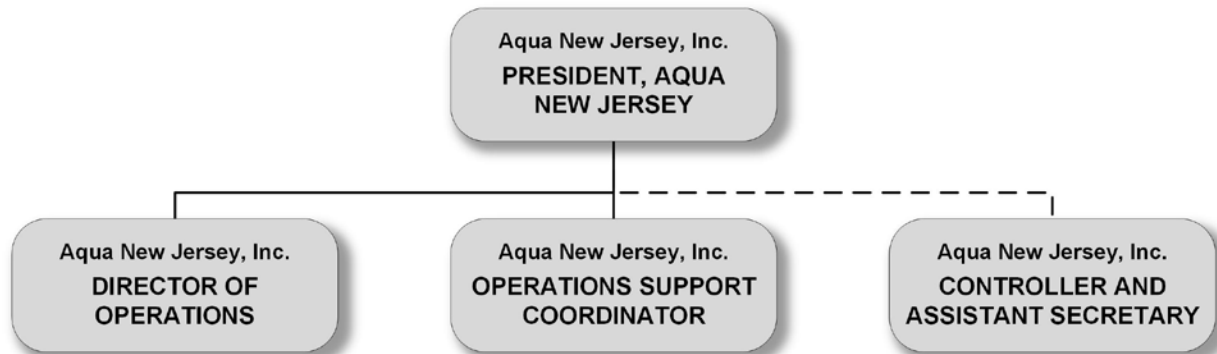 Aqua New Jersey, Inc.
PRESIDENT, AQUA
NEW JERSEY
Aqua New Jersey, Inc.
DIRECTOR OF
OPERATIONS
Aqua New Jersey, Inc.
OPERATIONS SUPPORT
COORDINATOR
Aqua New Jersey, Inc.
CONTROLLER AND
ASSISTANT SECRETARY